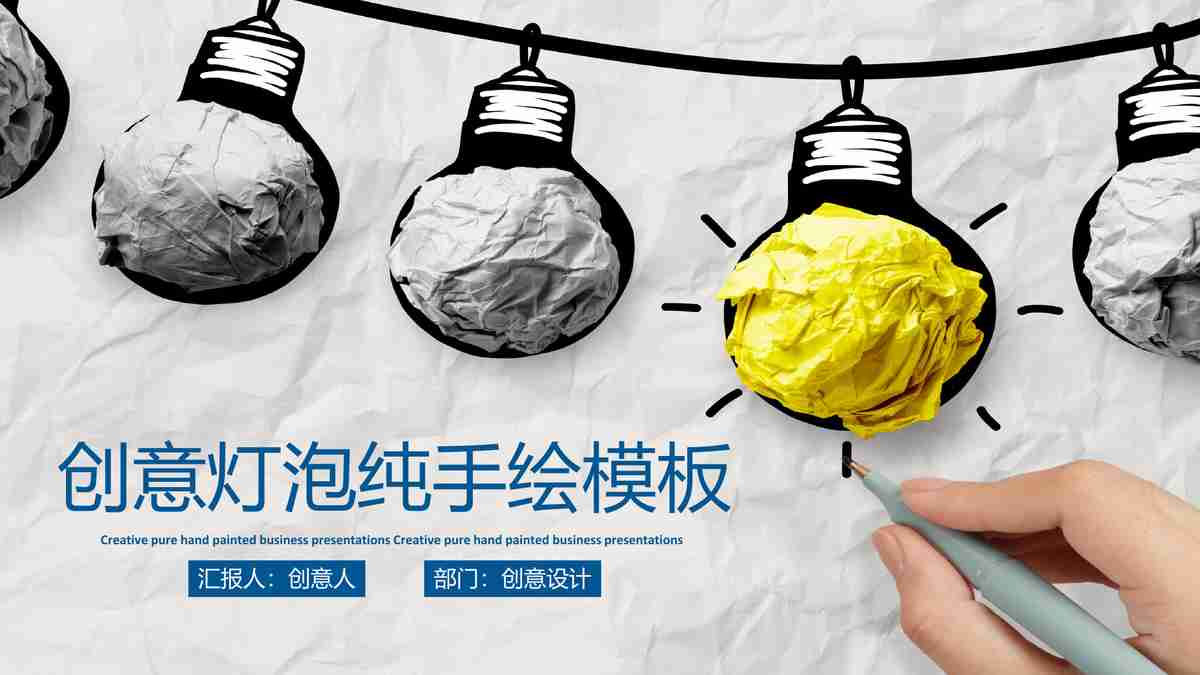 创意灯泡纯手绘模板
Creative pure hand painted business presentations Creative pure hand painted business presentations
汇报人：创意人
部门：创意设计